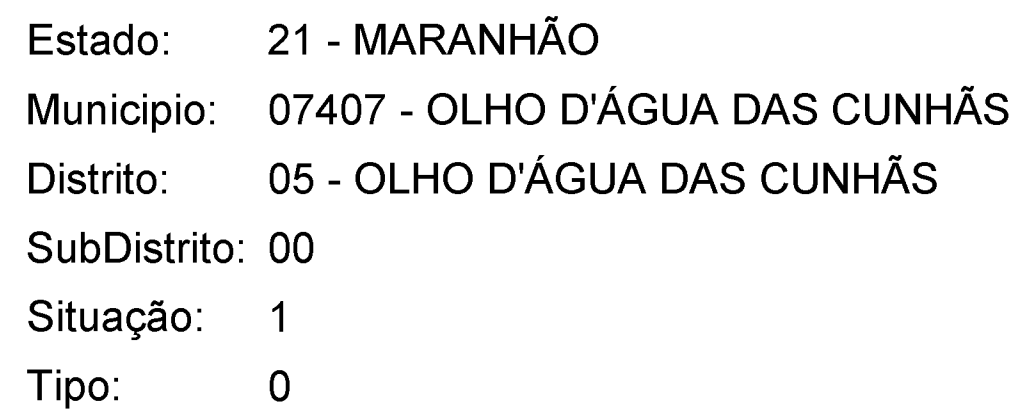 Estado: 21 - MARANHÃO
Municipio: 07407 - OLHO D'ÁGUA DAS CUNHÃS
Distrito: 05 - OLHO D'ÁGUA DAS CUNHÃS
SubDistrito: 00
Situação: 1
Tipo: 0